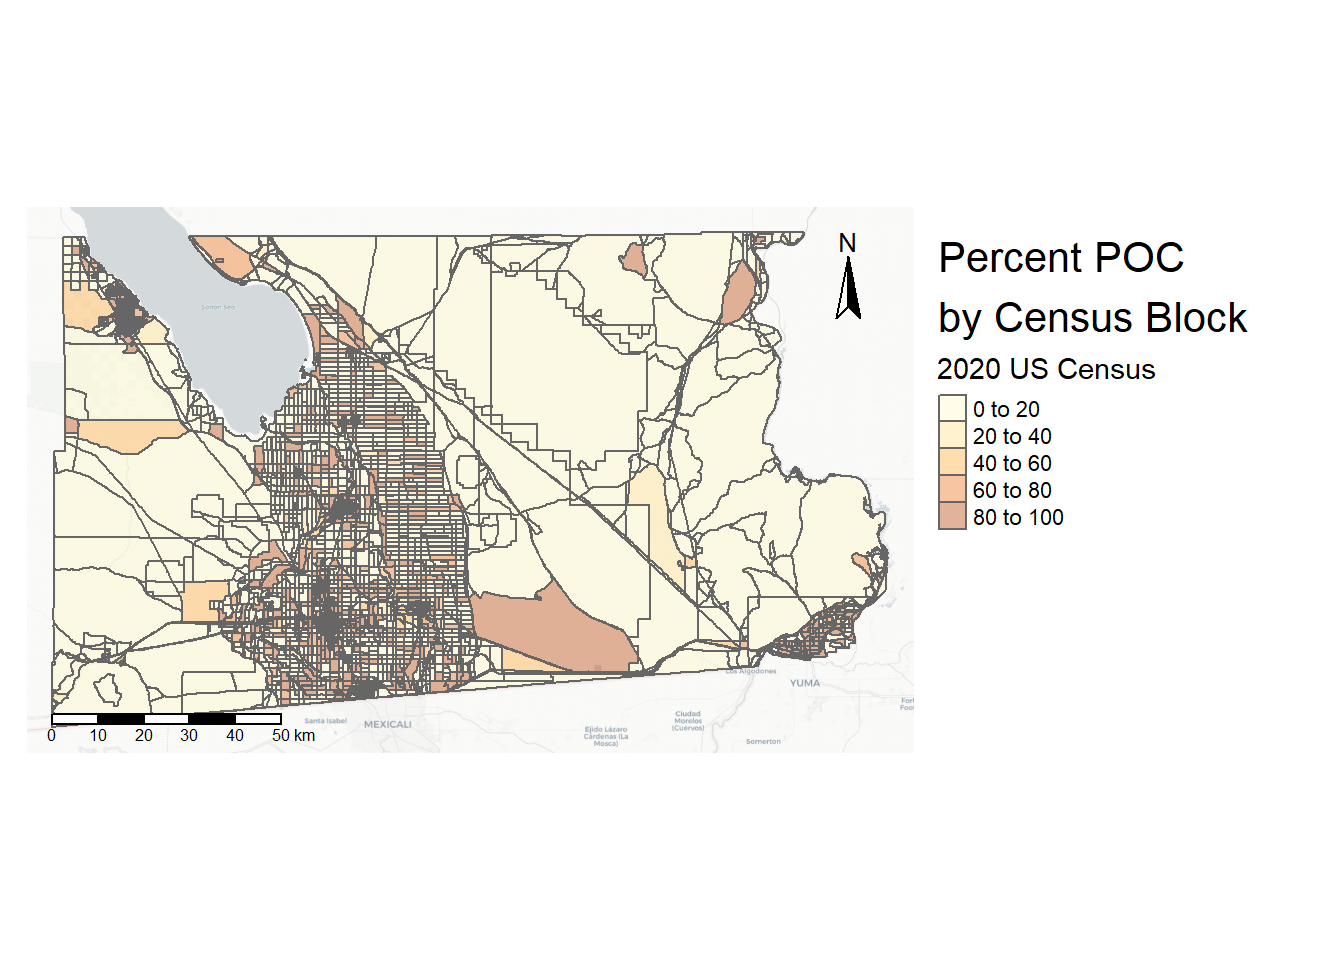 N
Percent POC
by Census Block
2020 US Census
0 to 20
20 to 40
40 to 60
60 to 80
80 to 100
Salton Sea
Los Algodones
YUMA
Santa Isabel
MEXICALI
Ciudad
Morelos
(Cuervos)
Ejido Lázaro
Cárdenas (La
Mosca)
Somerton
Fort
0 10 20 30 40 50 km